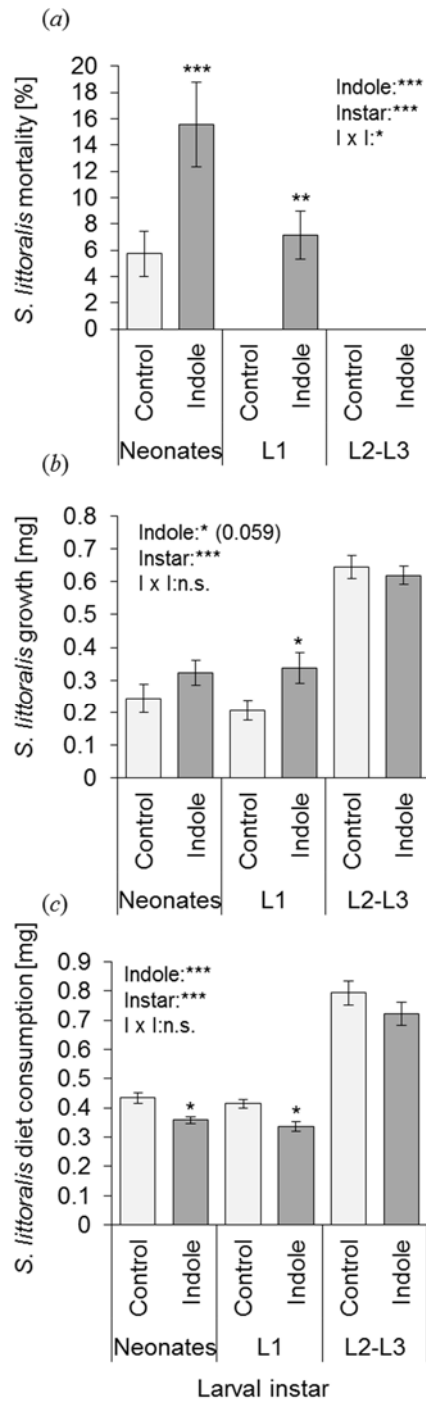 (a)
S. littoralis mortality [%]
20
18
16
14
12
10
8
6
4
2
0
***
**
Indole:***
Instar:***
I x I:*
Control
Indole
Control
Indole
Control
Indole
Neonates
L1
L2-L3
(b)
S. littoralis growth [mg]
0.8
0.7
0.6
0.5
0.4
0.3
0.2
0.1
0
Indole:* (0.059)
Instar:***
I x I:n.s.
*
Control
Indole
Control
Indole
Control
Indole
Neonates
L1
L2-L3
(c)
S. littoralis diet consumption [mg]
0.9
0.8
0.7
0.6
0.5
0.4
0.3
0.2
0.1
0
Indole:***
Instar:***
I x I:n.s.
*
*
Control
Indole
Control
Indole
Control
Indole
Neonates
L1
L2-L3
Larval instar